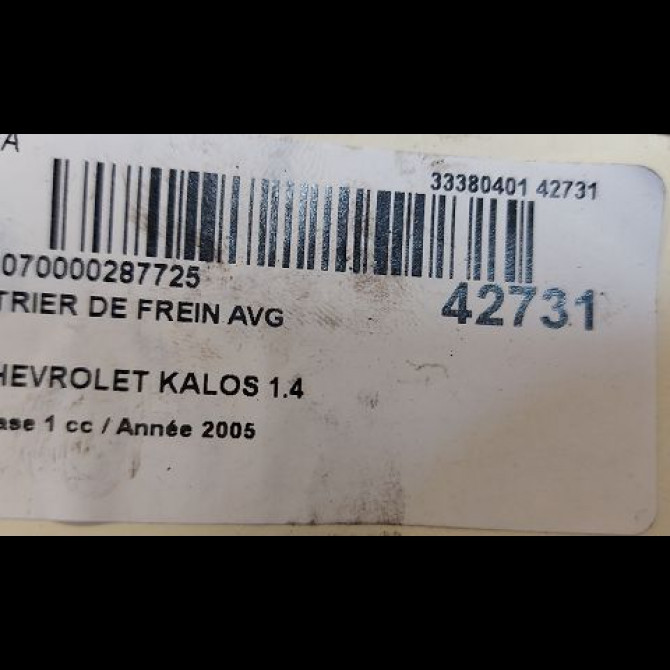 A
33380401 42731
070000287725
42731
TRIER DE FREIN AVG
HEVROLET KALOS 1.4
ase 1 cc / Année 2005